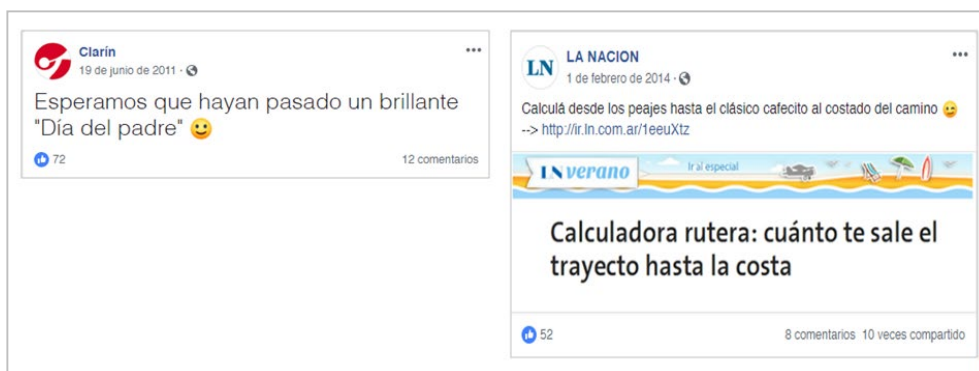 Clarín
19 de junio de 2011 ·
Esperamos que hayan pasado un brillante
"Día del padre" 🙂
72
12 comentarios
LN
LA NACION
1 de febrero de 2014 ·
Calculá desde los peajes hasta el clásico cafecito al costado del camino 😉
--> http://ir.ln.com.ar/1eeuXtz
LN verano
Ir al especial
Calculadora rutera: cuánto te sale el
trayecto hasta la costa
52
8 comentarios 10 veces compartido